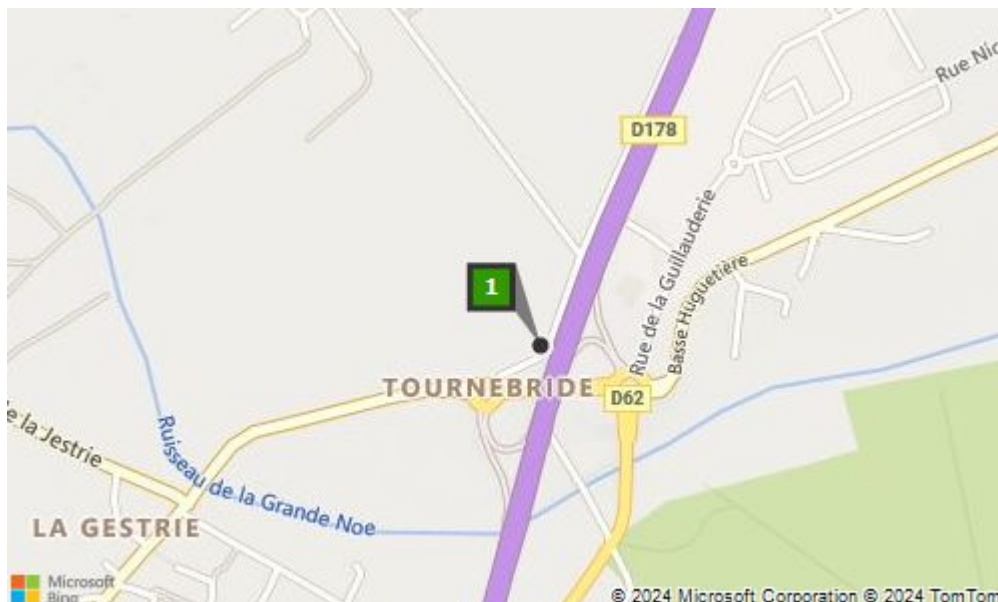 Rue Nic
D178
Rue de la Guillauderie
Basse Huguetière
1
TOURNEBRIDE
D62
e la Jestrie
Ruisseau de la Grande Noe
LA GESTRIE
Microsoft
Bing
© 2024 Microsoft Corporation © 2024 TomTom